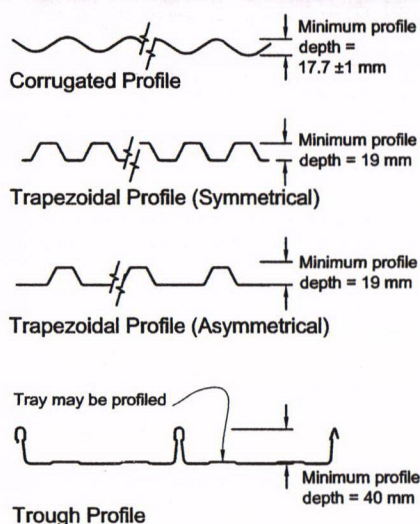 Minimum profile
depth =
17.7 ±1 mm
Corrugated Profile
Minimum profile
depth = 19 mm
Trapezoidal Profile (Symmetrical)
Minimum profile
depth = 19 mm
Trapezoidal Profile (Asymmetrical)
Tray may be profiled
Minimum profile
depth = 40 mm
Trough Profile